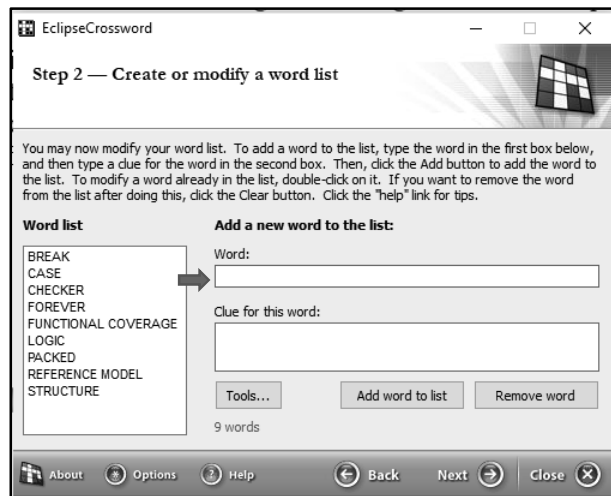 EclipseCrossword
Step 2 — Create or modify a word list
You may now modify your word list. To add a word to the list, type the word in the first box below,
and then type a clue for the word in the second box. Then, click the Add button to add the word to
the list. To modify a word already in the list, double-click on it. If you want to remove the word
from the list after doing this, click the Clear button. Click the "help" link for tips.
Word list
BREAK
CASE
CHECKER
FOREVER
FUNCTIONAL COVERAGE
LOGIC
PACKED
REFERENCE MODEL
STRUCTURE
Add a new word to the list:
Word:
Clue for this word:
Tools... Add word to list Remove word
9 words
About Options Help Back Next Close